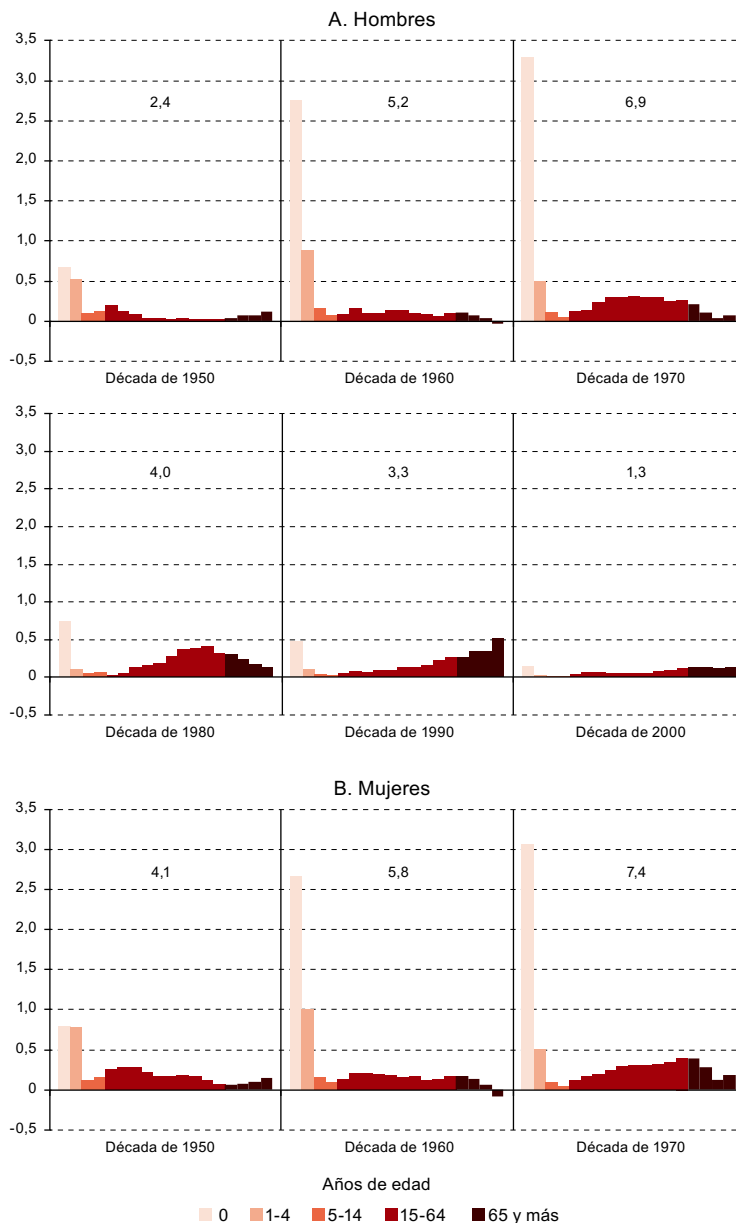 A. Hombres
3,5
3,0
2,5
2,0
1,5
1,0
0,5
0
-0,5
2,4 5,2 6,9
Década de 1950 Década de 1960 Década de 1970
3,5
3,0
2,5
2,0
1,5
1,0
0,5
0
-0,5
4,0 3,3 1,3
Década de 1980 Década de 1990 Década de 2000
B. Mujeres
3,5
3,0
2,5
2,0
1,5
1,0
0,5
0
-0,5
4,1 5,8 7,4
Década de 1950 Década de 1960 Década de 1970
Años de edad
0 1-4 5-14 15-64 65 y más